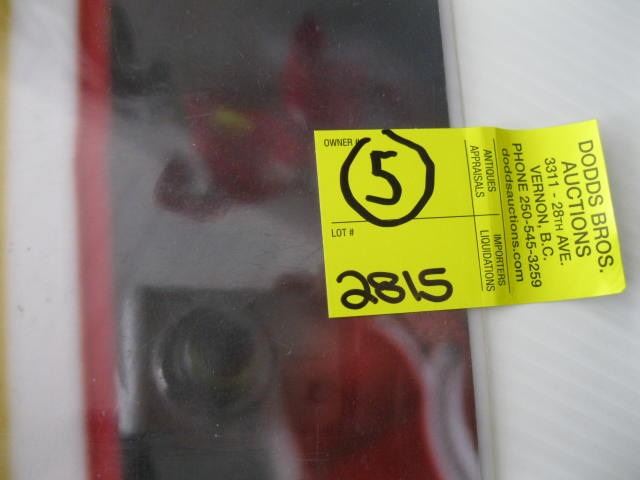 OWNER #
5
LOT #
2815
ANTIQUES
APPRAISALS
IMPORTERS
LIQUIDATIONS
DODDS BROS.
AUCTIONS
3311 - 28TH AVE.
VERNON, B.C.
PHONE 250-545-3259
doddsauctions.com